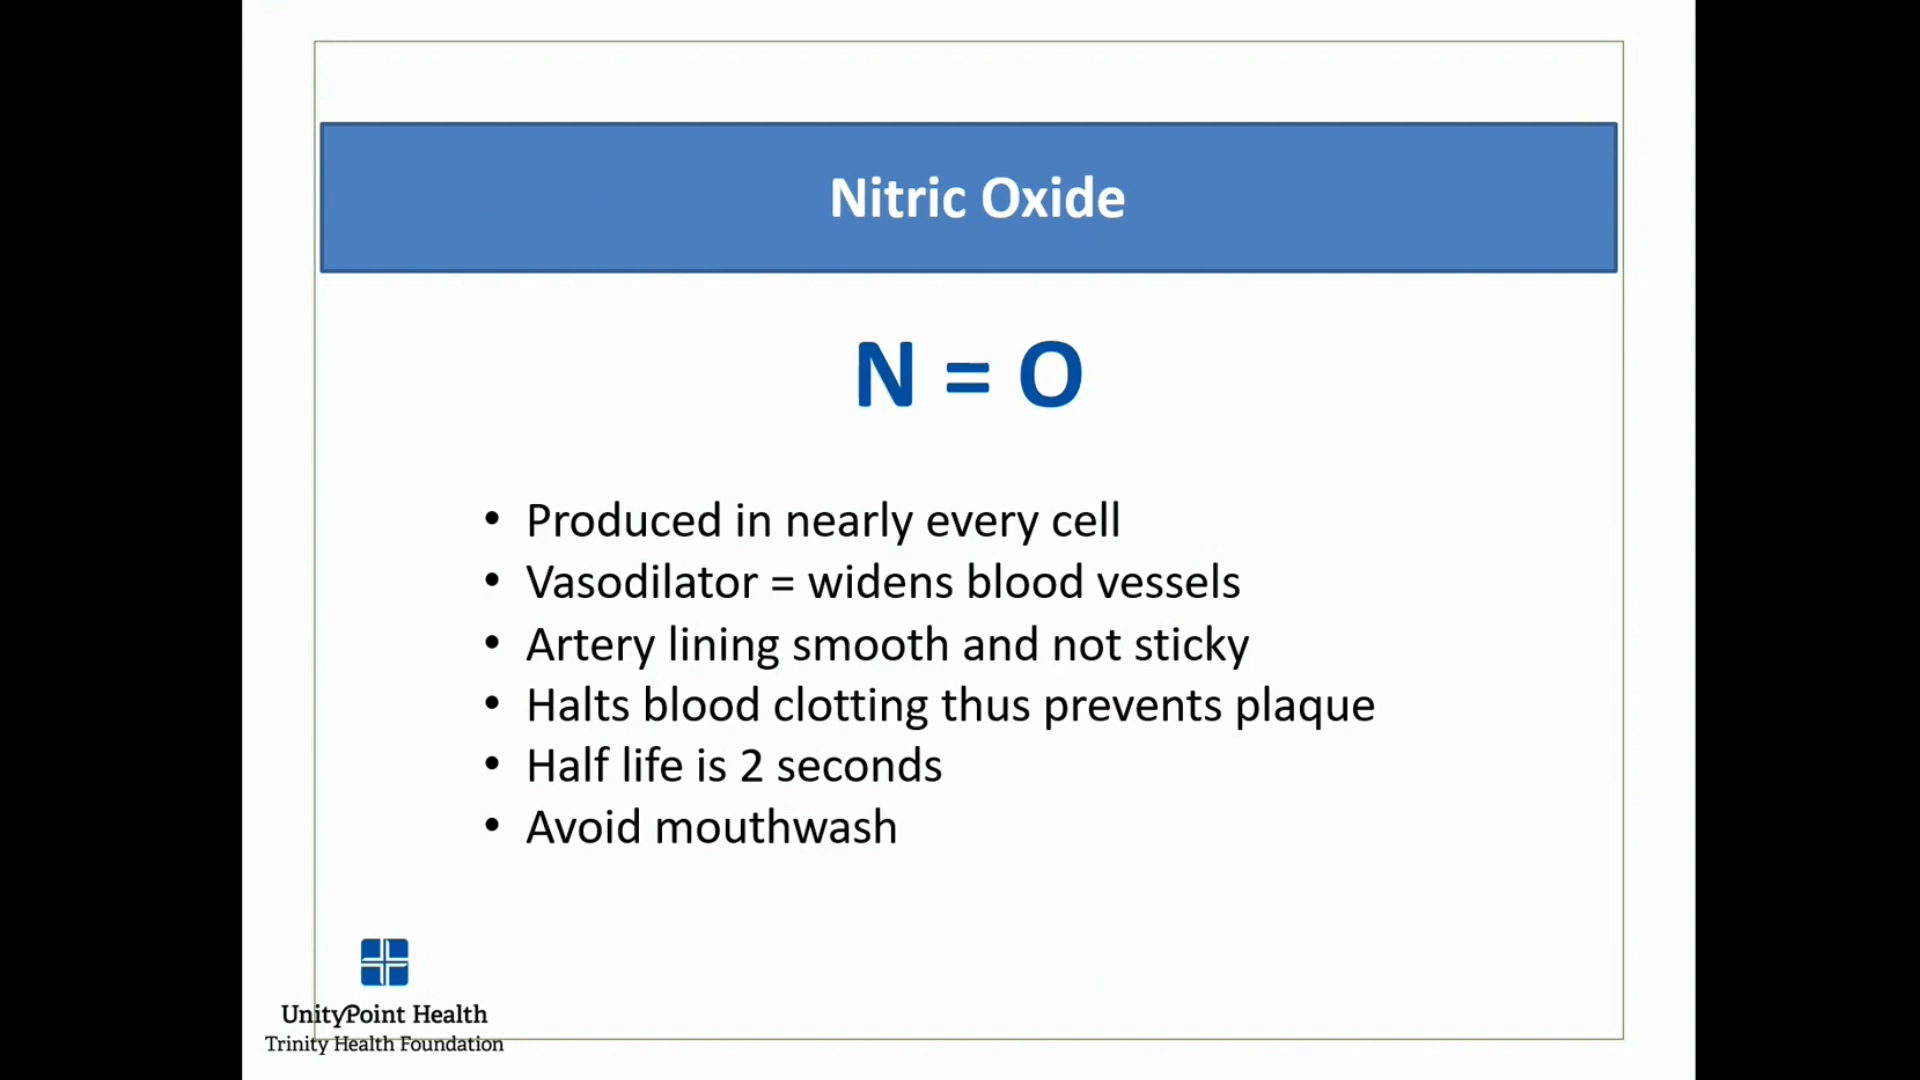 Nitric Oxide
N = O
• Produced in nearly every cell
• Vasodilator = widens blood vessels
• Artery lining smooth and not sticky
• Halts blood clotting thus prevents plaque
• Half life is 2 seconds
• Avoid mouthwash
UnityPoint Health
Trinity Health Foundation